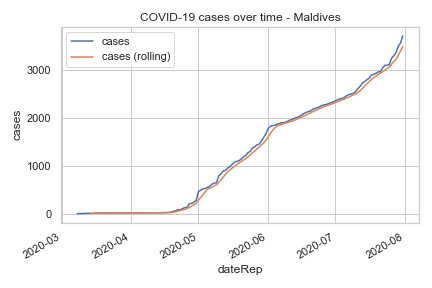 COVID-19 cases over time - Maldives
cases
cases (rolling)
cases
3000
2000
1000
0
2020-03
2020-04
2020-05
2020-06
2020-07
2020-08
dateRep